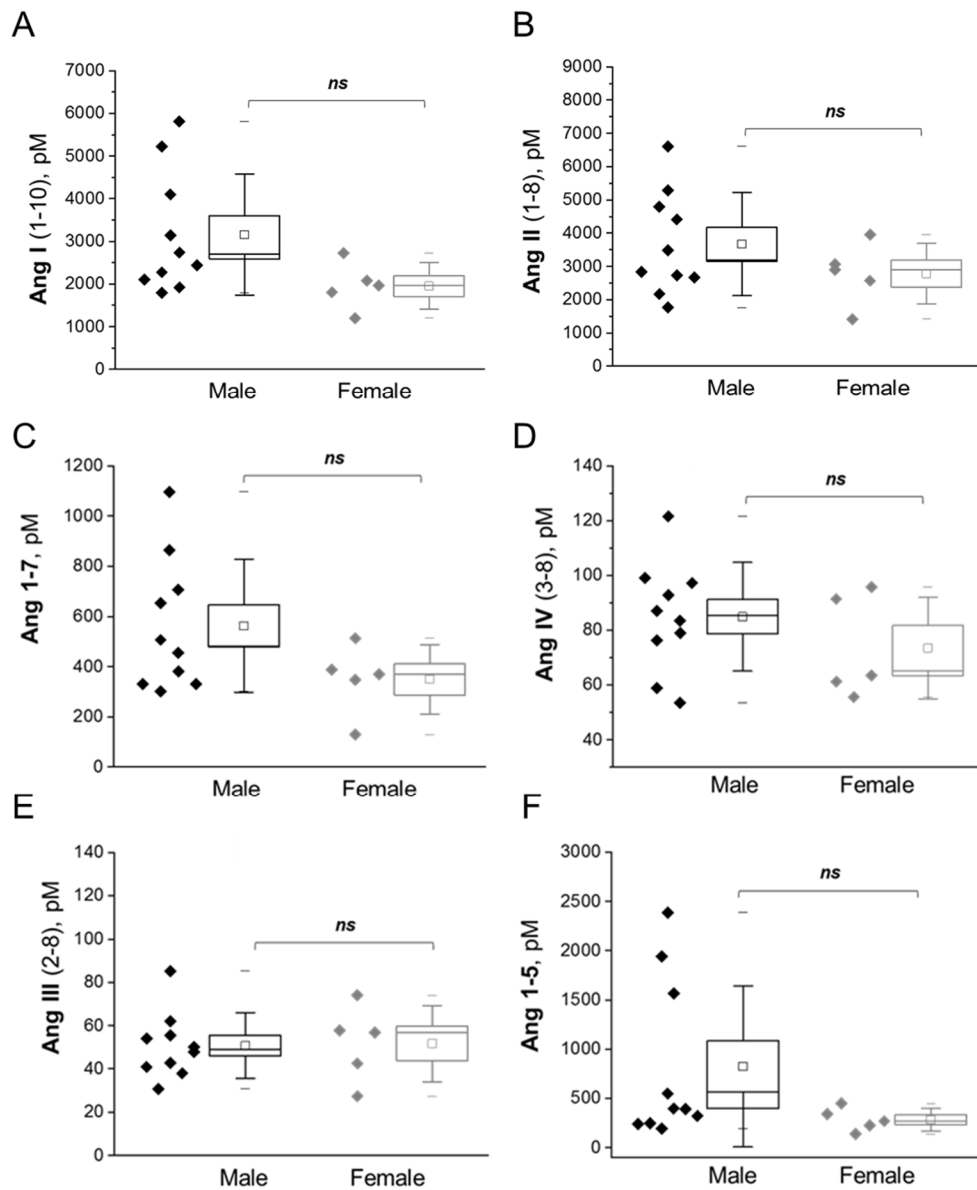 A
Ang I (1-10), pM
7000
6000
5000
4000
3000
2000
1000
0
ns
Male Female
B
Ang II (1-8), pM
9000
8000
7000
6000
5000
4000
3000
2000
1000
0
ns
Male Female
C
Ang 1-7, pM
1200
1000
800
600
400
200
0
ns
Male Female
D
Ang IV (3-8), pM
140
120
100
80
60
40
ns
Male Female
E
Ang III (2-8), pM
140
120
100
80
60
40
20
0
ns
Male Female
F
Ang 1-5, pM
3000
2500
2000
1500
1000
500
0
ns
Male Female